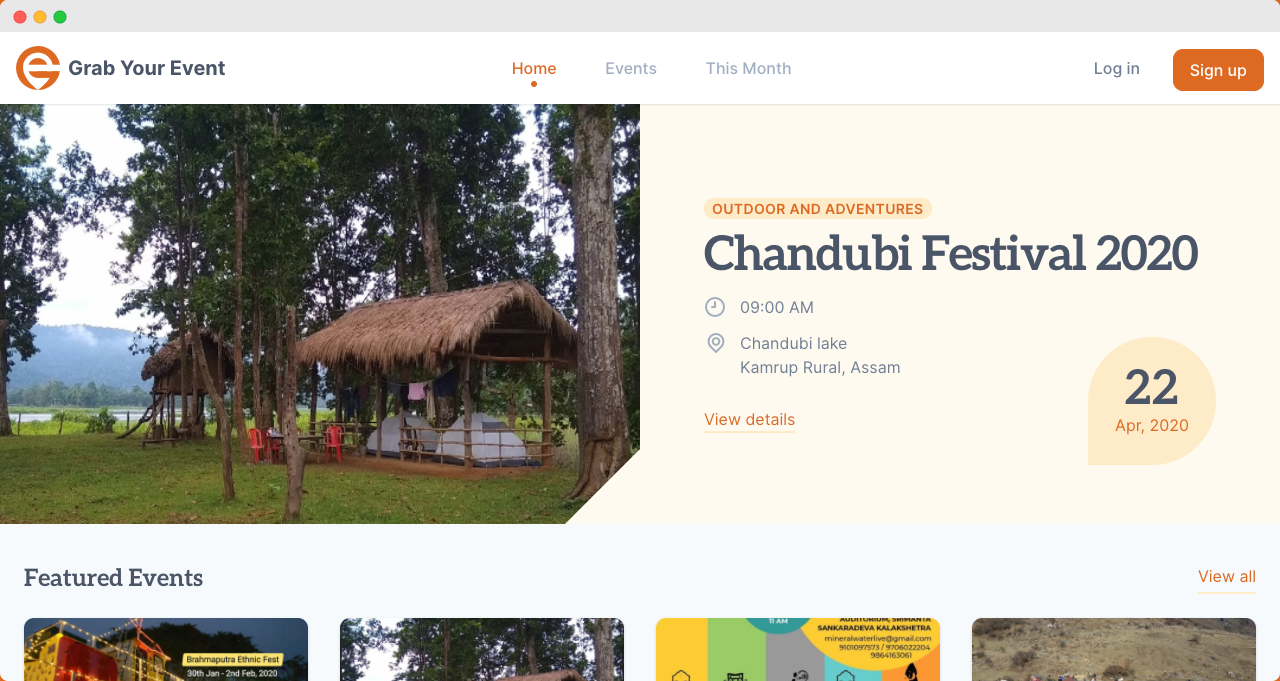 Grab Your Event
Home
Events
This Month
Log in
Sign up
OUTDOOR AND ADVENTURES
Chandubi Festival 2020
09:00 AM
Chandubi lake
Kamrup Rural, Assam
22
Apr, 2020
View details
Featured Events
View all
Brahmaputra Ethnic Fest
30th Jan - 2nd Feb, 2020
11 AM
AUDITORIUM, SRIMANTA
SANKARADEVA KALAKSHETRA
mineralwaterlive@gmail.com
9101097573 / 9706022204
9864163061